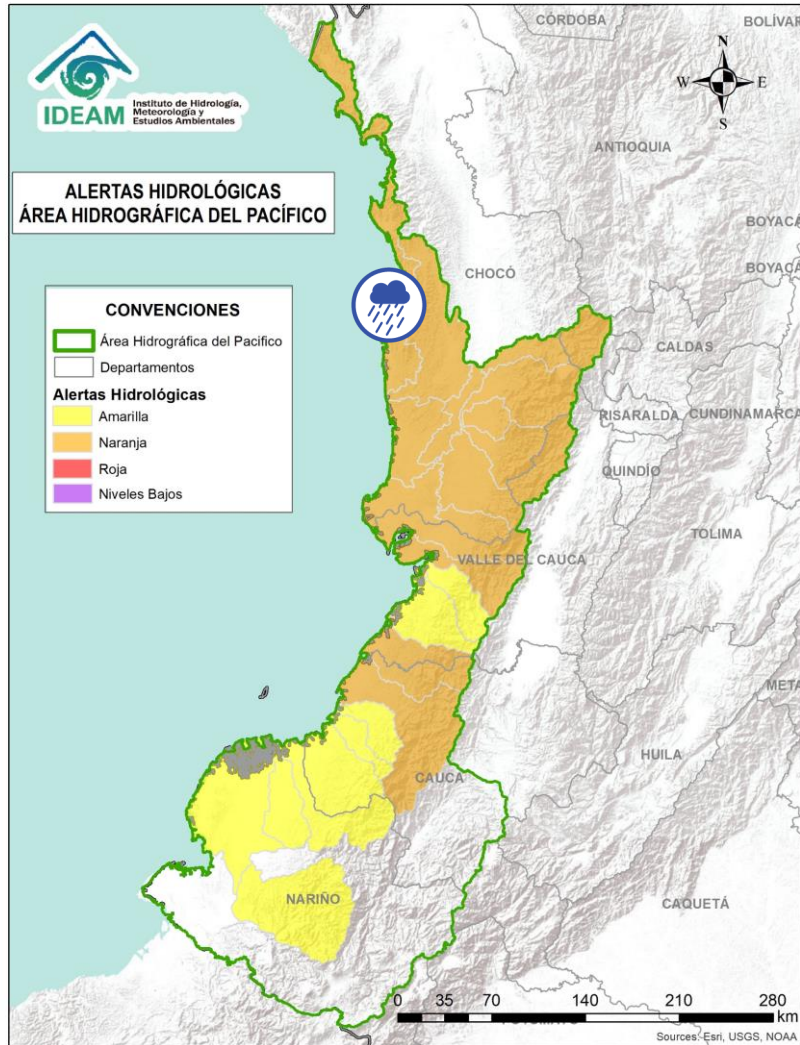 IDEAM
Instituto de Hidrología,
Meteorología y
Estudios Ambientales
CÓRDOBA
BOLÍVAR
N
W
E
S
ANTIOQUIA
ALERTAS HIDROLÓGICAS
ÁREA HIDROGRÁFICA DEL PACÍFICO
BOYACÁ
CHOCÓ
BOYACÁ
CONVENCIONES
Área Hidrográfica del Pacifico
Departamentos
Alertas Hidrológicas
Amarilla
Naranja
Roja
Niveles Bajos
CALDAS
RISARALDA
CUNDINAMARCA
QUINDÍO
TOLIMA
VALLE DEL CAUCA
META
HUILA
CAUCA
NARIÑO
CAQUETÁ
0 35 70 140 210 280
km
Sources: Esri, USGS, NOAA